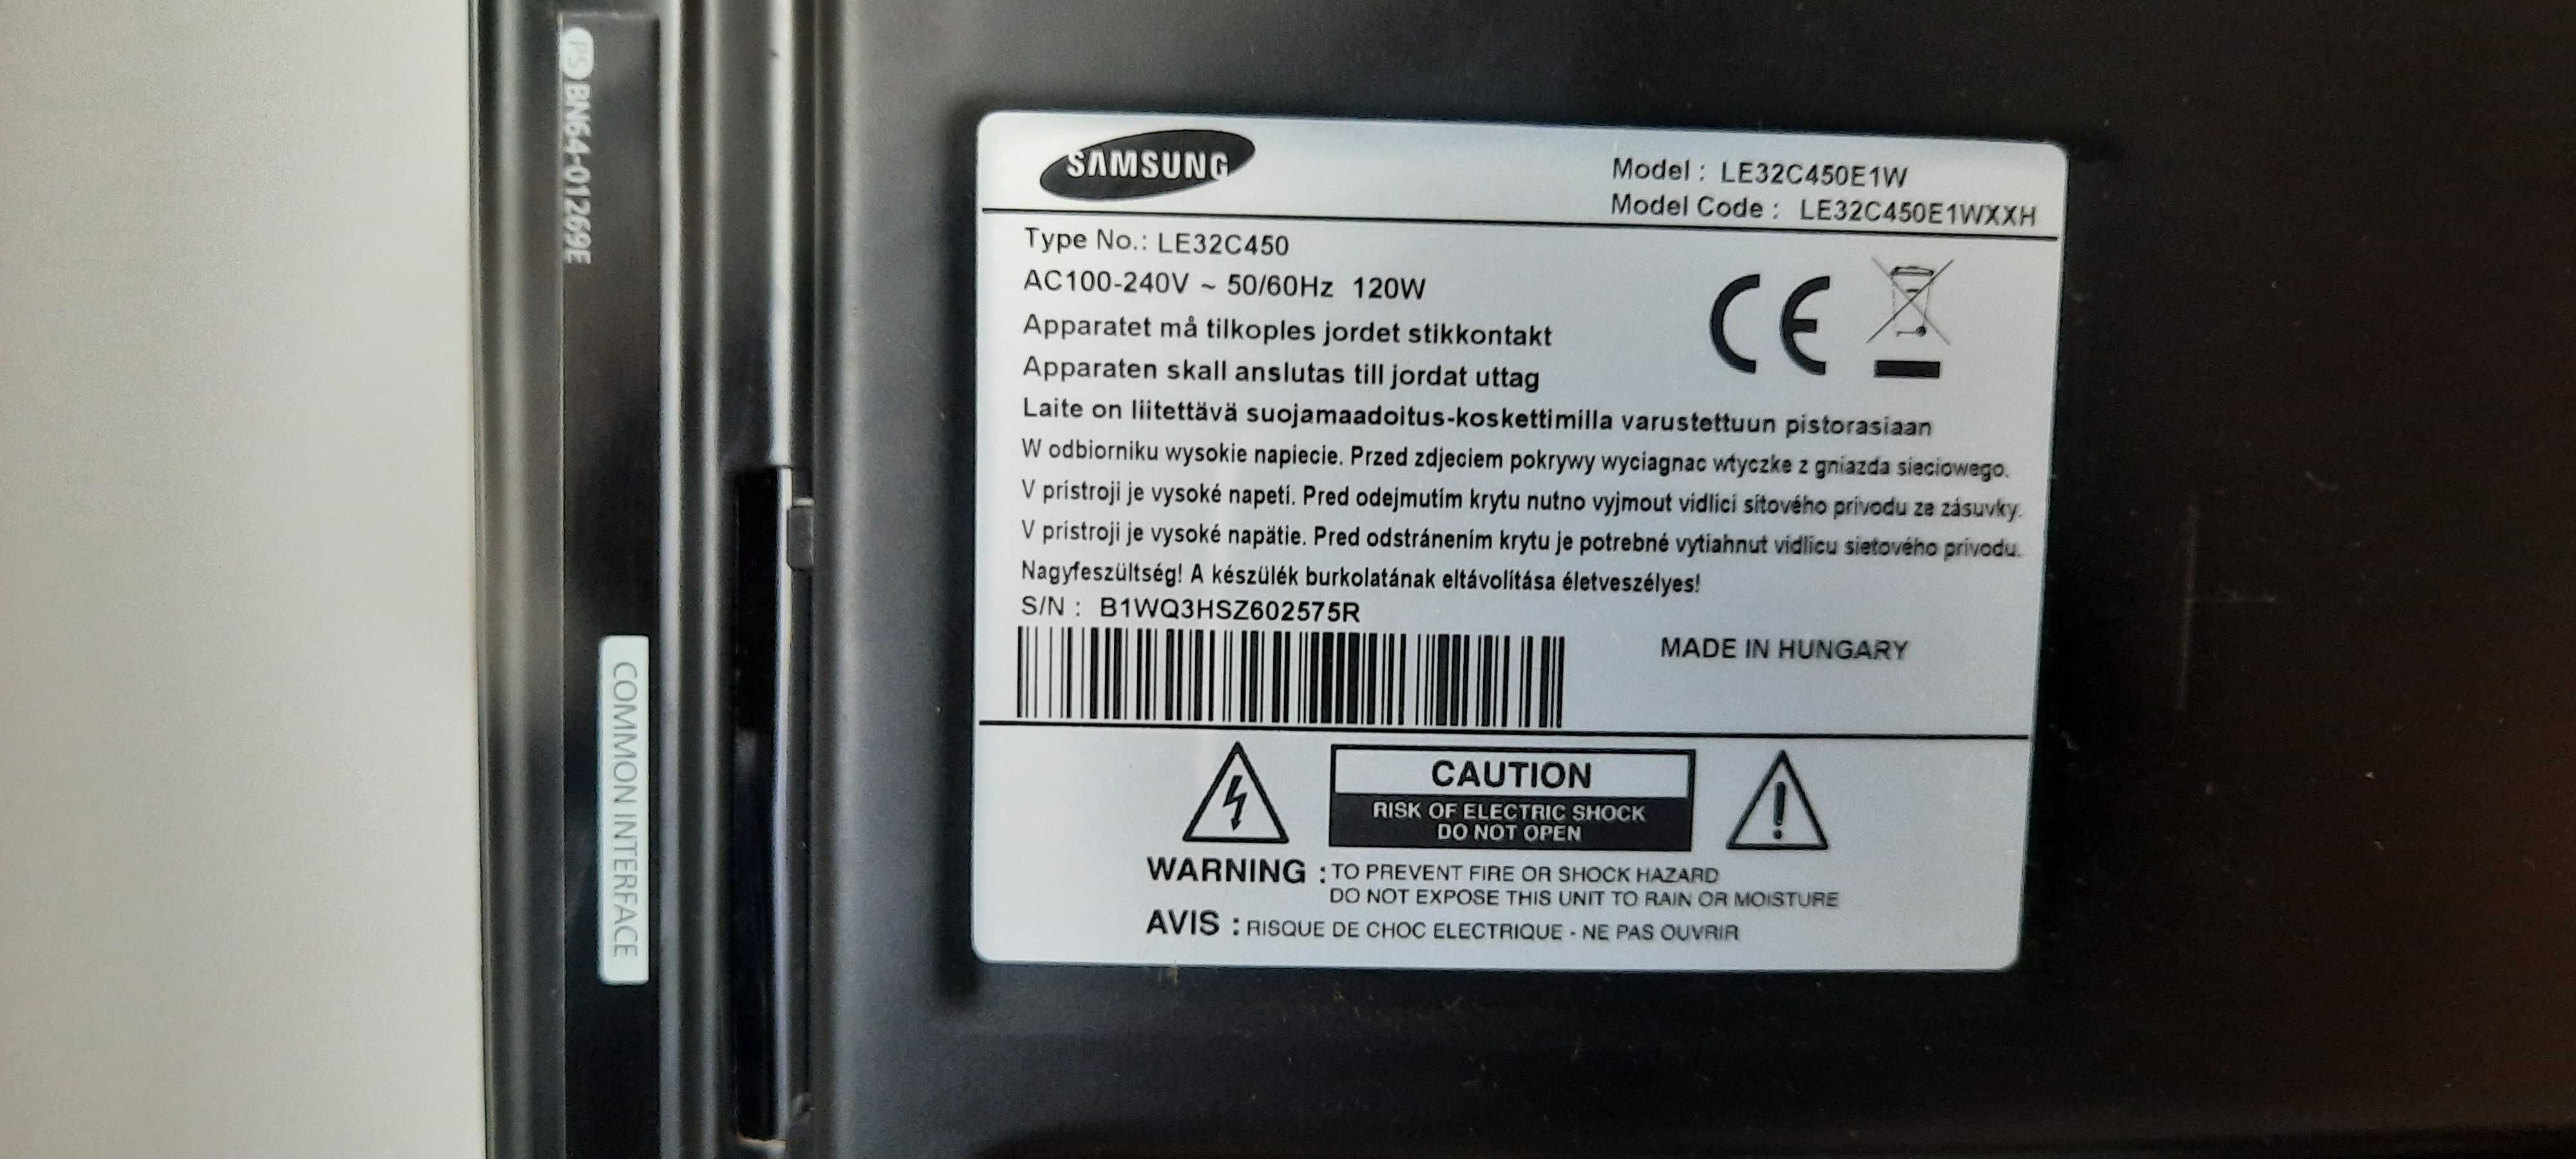 PS BN64-01269E
COMMON INTERFACE
SAMSUNG
Model : LE32C450E1W
Model Code : LE32C450E1WXXH
Type No.: LE32C450
AC100-240V ~ 50/60Hz 120W
CE
Apparatet må tilkoples jordet stikkontakt
Apparaten skall anslutas till jordat uttag
Laite on liitettävä suojamaadoitus-koskettimilla varustettuun pistorasiaan
W odbiorniku wysokie napiecie. Przed zdjeciem pokrywy wyciagnac wtyczke z gniazda sieciowego.
V prístroji je vysoké napetí. Pred odejmutím krytu nutno vyjmout vidlici sítového prívodu ze zásuvky.
V prístroji je vysoké napätie. Pred odstránením krytu je potrebné vytiahnut vidlicu sietového prívodu.
Nagyfeszültség! A készülék burkolatának eltávolítása életveszélyes!
S/N : B1WQ3HSZ602575R
MADE IN HUNGARY
CAUTION
RISK OF ELECTRIC SHOCK
DO NOT OPEN
WARNING : TO PREVENT FIRE OR SHOCK HAZARD
DO NOT EXPOSE THIS UNIT TO RAIN OR MOISTURE
AVIS : RISQUE DE CHOC ELECTRIQUE - NE PAS OUVRIR